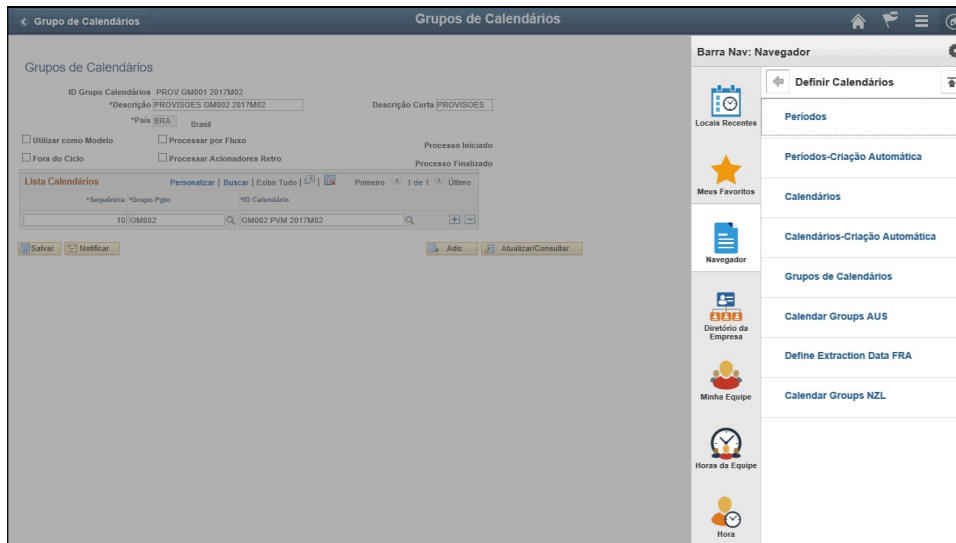 Grupo de Calendários
Grupos de Calendários
Grupos de Calendários
ID Grupo Calendários PROV GM001 2017M02
*Descrição PROVISOES GM002 2017M02
Descrição Curta PROVISOES
*País BRA Brasil
Utilizar como Modelo
Processar por Fluxo
Processo Iniciado
Fora do Ciclo
Processar Acionadores Retro
Processo Finalizado
Lista Calendários
Personalizar | Buscar | Exibir Tudo |
Primeiro 1 de 1 Último
*Sequência *Grupo Pgto *ID Calendário
10 GM002 GM002 PVM 2017M02
Salvar Notificar Adic Atualizar/Consultar
Barra Nav: Navegador
Locais Recentes
Meus Favoritos
Navegador
Diretório da
Empresa
Minha Equipe
Horas da Equipe
Hora
Definir Calendários
Períodos
Períodos-Criação Automática
Calendários
Calendários-Criação Automática
Grupos de Calendários
Calendar Groups AUS
Define Extraction Data FRA
Calendar Groups NZL